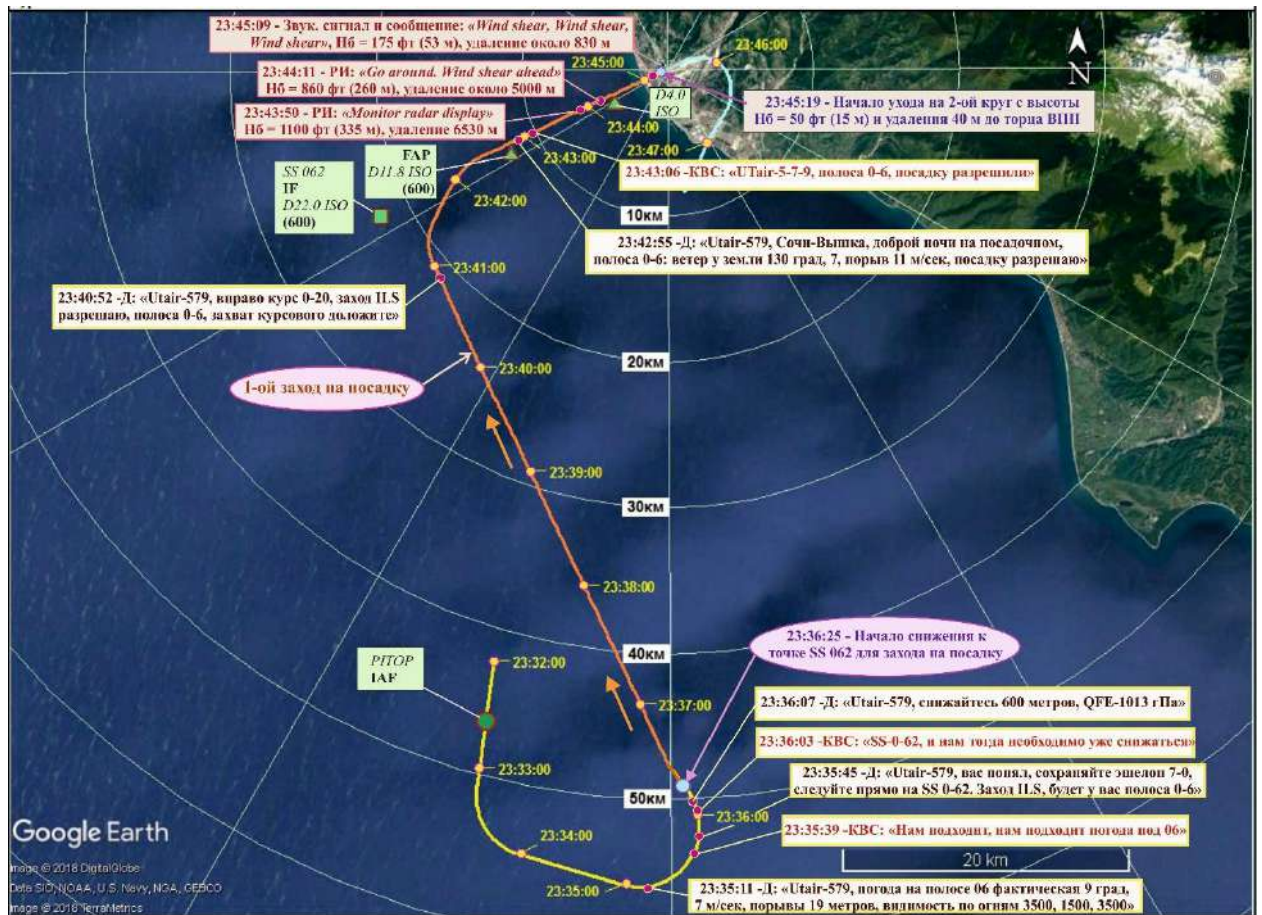 23:45:09 - Звук. сигнал и сообщение: «Wind shear, Wind shear,
Wind shear», Нб = 175 фт (53 м), удаление около 830 м
23:46:00
23:45:00
23:44:11 - РИ: «Go around. Wind shear ahead»
Нб = 860 фт (260 м), удаление около 5000 м
N
D4.0
ISO
23:45:19 - Начало ухода на 2-ой круг с высоты
Нб = 50 фт (15 м) и удаления 40 м до торца ВПП
23:43:50 - РИ: «Monitor radar display»
Нб = 1100 фт (335 м), удаление 6530 м
23:44:00
23:47:00
FAP
D11.8 ISO
(600)
23:43:00
23:43:06 -КВС: «UTair-5-7-9, полоса 0-6, посадку разрешили»
SS 062
IF
D22.0 ISO
(600)
23:42:00
10км
23:42:55 -Д: «Utair-579, Сочи-Вышка, доброй ночи на посадочном,
полоса 0-6: ветер у земли 130 град, 7, порыв 11 м/сек, посадку разрешаю»
23:41:00
23:40:52 -Д: «Utair-579, вправо курс 0-20, заход ILS
разрешаю, полоса 0-6, захват курсового доложите»
20км
23:40:00
1-ой заход на посадку
23:39:00
30км
23:38:00
23:36:25 - Начало снижения к
точке SS 062 для захода на посадку
40км
PITOP
IAF
23:32:00
23:37:00
23:36:07 -Д: «Utair-579, снижайтесь 600 метров, QFE-1013 гПа»
23:36:03 -КВС: «SS-0-62, и нам тогда необходимо уже снижаться»
23:33:00
23:35:45 -Д: «Utair-579, вас понял, сохраняйте эшелон 7-0,
следуйте прямо на SS 0-62. Заход ILS, будет у вас полоса 0-6»
50км
23:36:00
Google Earth
23:34:00
23:35:39 -КВС: «Нам подходит, нам подходит погода под 06»
20 km
image © 2018 DigitalGlobe
Data SIO, NOAA, U.S. Navy, NGA, GEBCO
image © 2018 TerraMetrics
23:35:00
23:35:11 -Д: «Utair-579, погода на полосе 06 фактическая 9 град,
7 м/сек, порывы 19 метров, видимость по огням 3500, 1500, 3500»